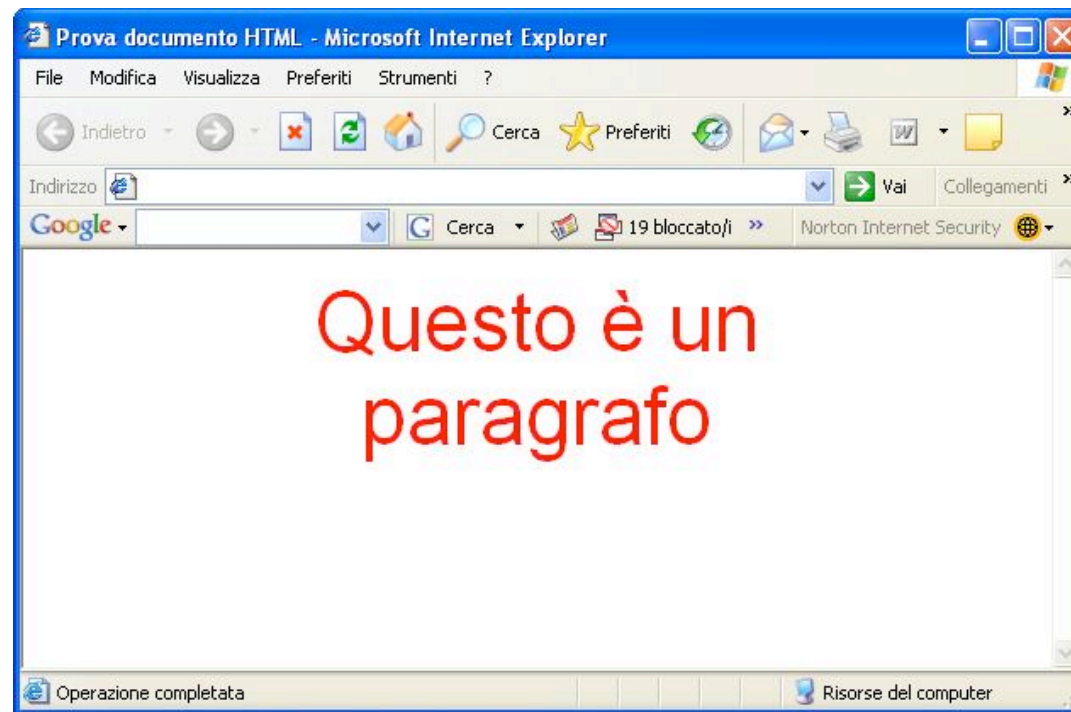 Prova documento HTML - Microsoft Internet Explorer
File Modifica Visualizza Preferiti Strumenti ?
Indietro Cerca Preferiti W
Indirizzo Vai Collegamenti
Google G Cerca 19 bloccato/i Norton Internet Security
Questo è un
paragrafo
Operazione completata Risorse del computer